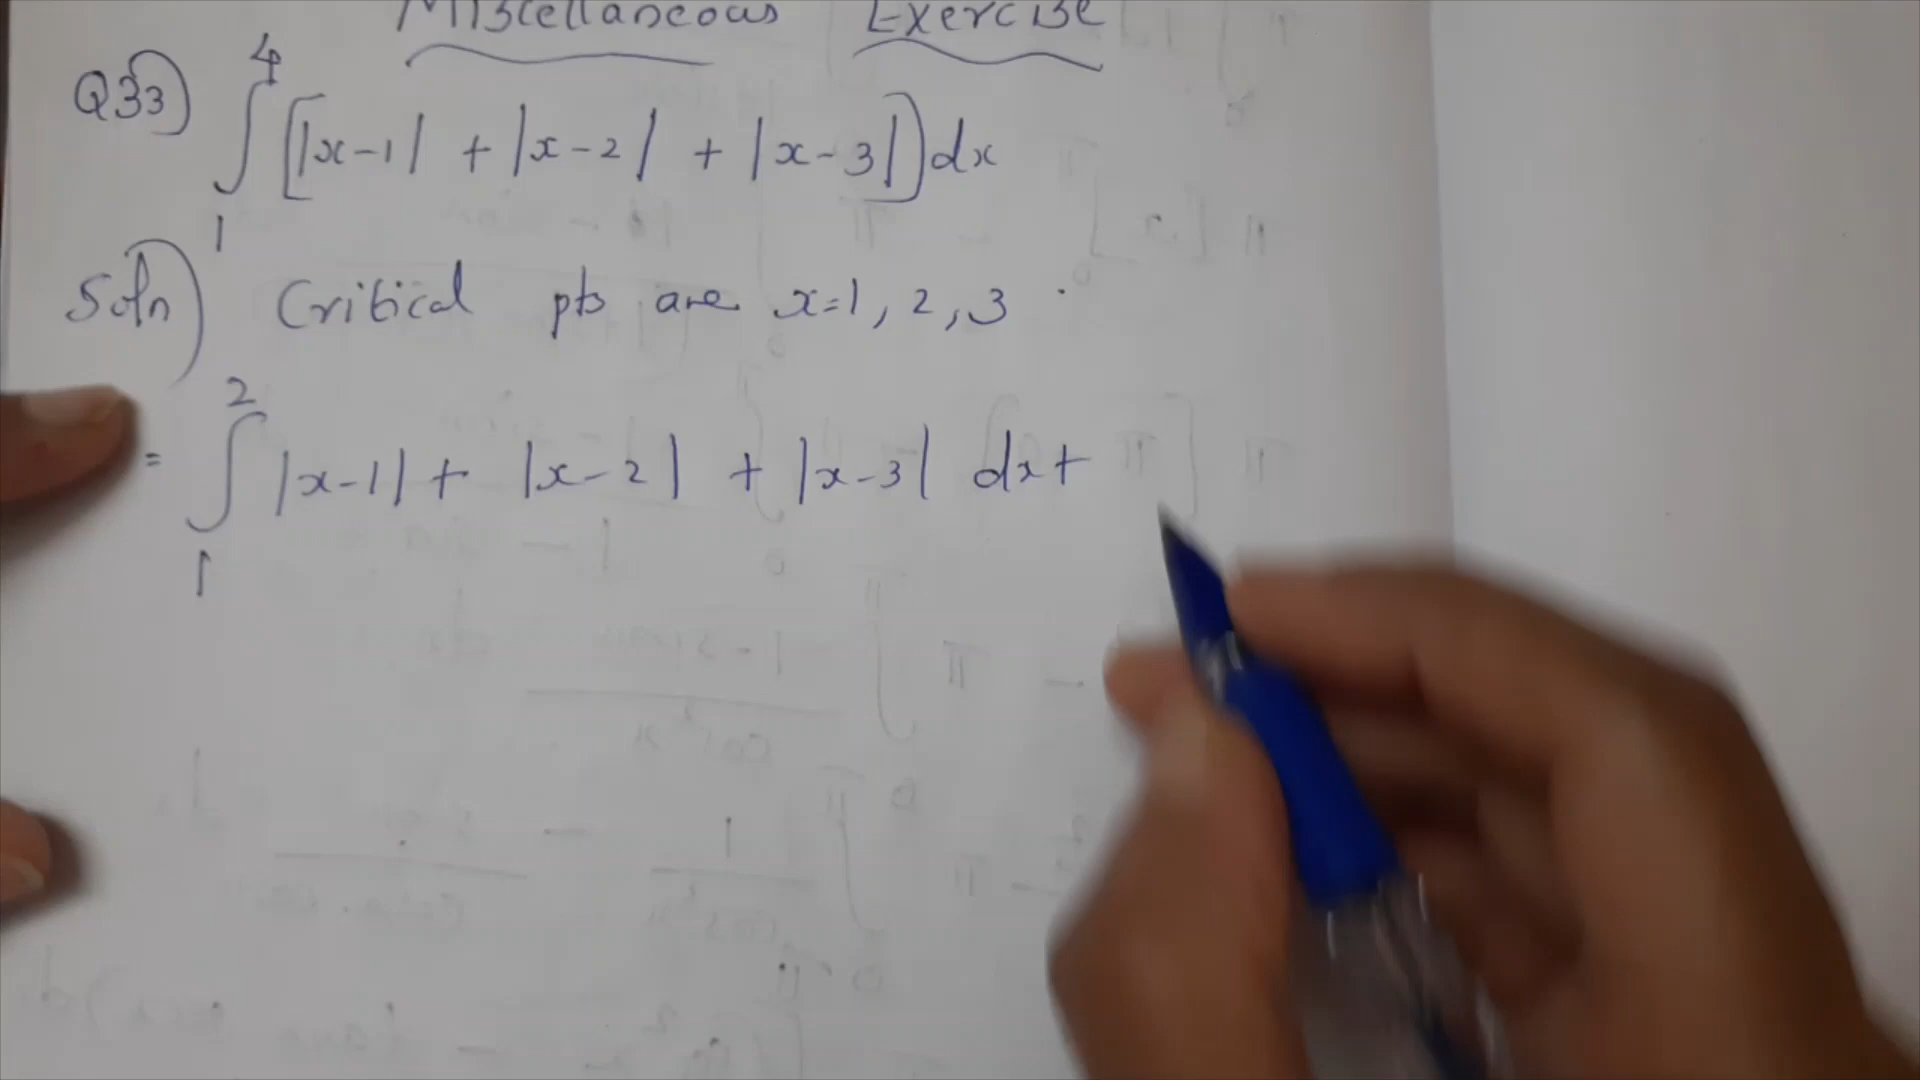 Miscellaneous Exercise
Q33) ∫₁⁴ [|x-1| + |x-2| + |x-3|] dx
Soln) Critical pts are x=1, 2, 3 .
= ∫₁² |x-1| + |x-2| + |x-3| dx +